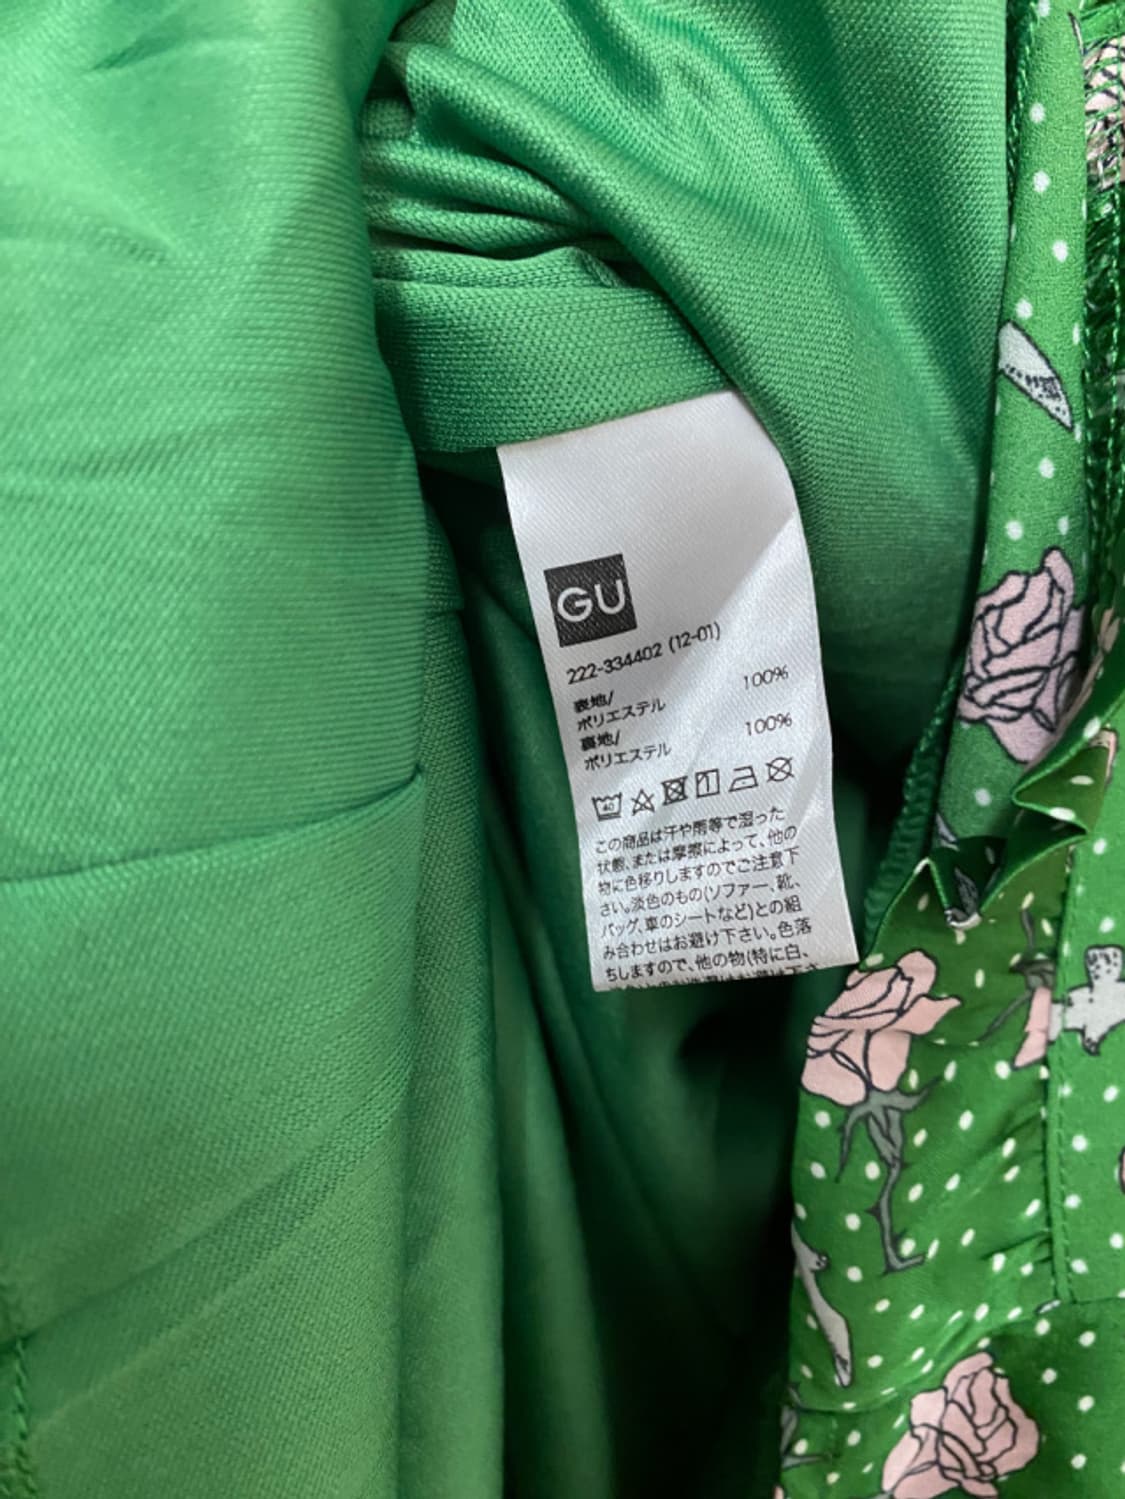 GU
222-334402 (12-01)
表地/
ポリエステル 100%
裏地/
ポリエステル 100%
40
この商品は汗や雨等で湿った
状態、または摩擦によって、他の
物に色移りしますのでご注意下
さい。淡色のもの(ソファー、靴、
バッグ、車のシートなど)との組
み合わせはお避け下さい。色落
ちしますので、他の物(特に白、